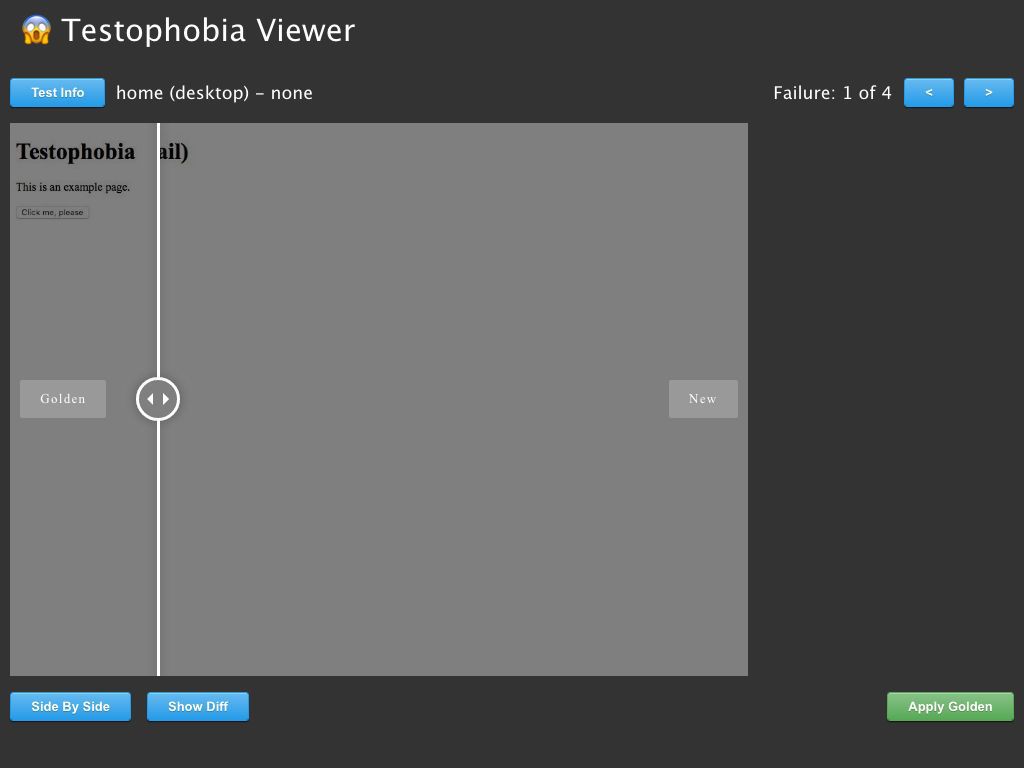 😱 Testophobia Viewer
Test Info home (desktop) – none Failure: 1 of 4 < >
Testophobia ail)
This is an example page.
Click me, please
Golden New
Side By Side Show Diff Apply Golden